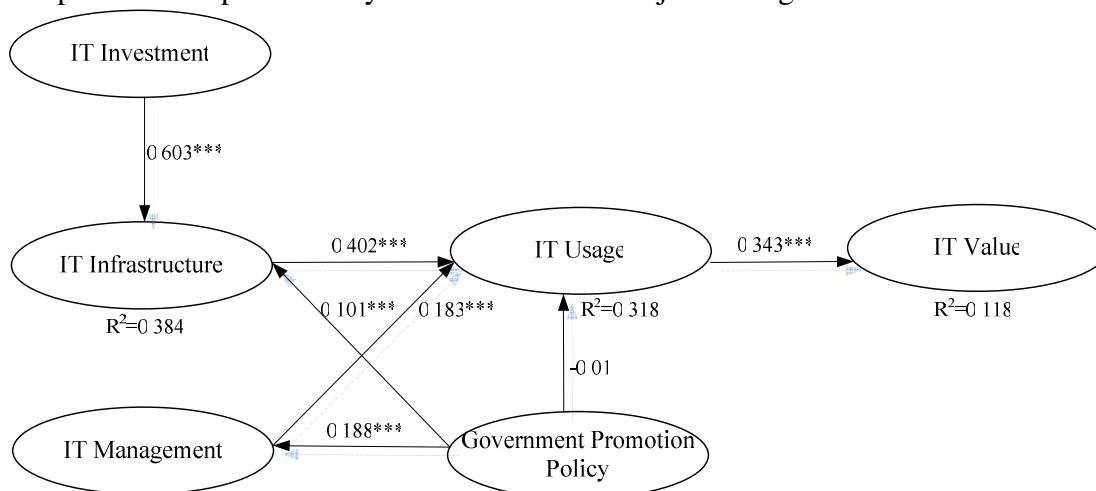 IT Investment
0 603***
IT Infrastructure
R²=0 384
0 402***
IT Usage
R²=0 318
0 343***
IT Value
R²=0 118
0 101***
0 183***
-0 01
IT Management
0 188***
Government Promotion
Policy